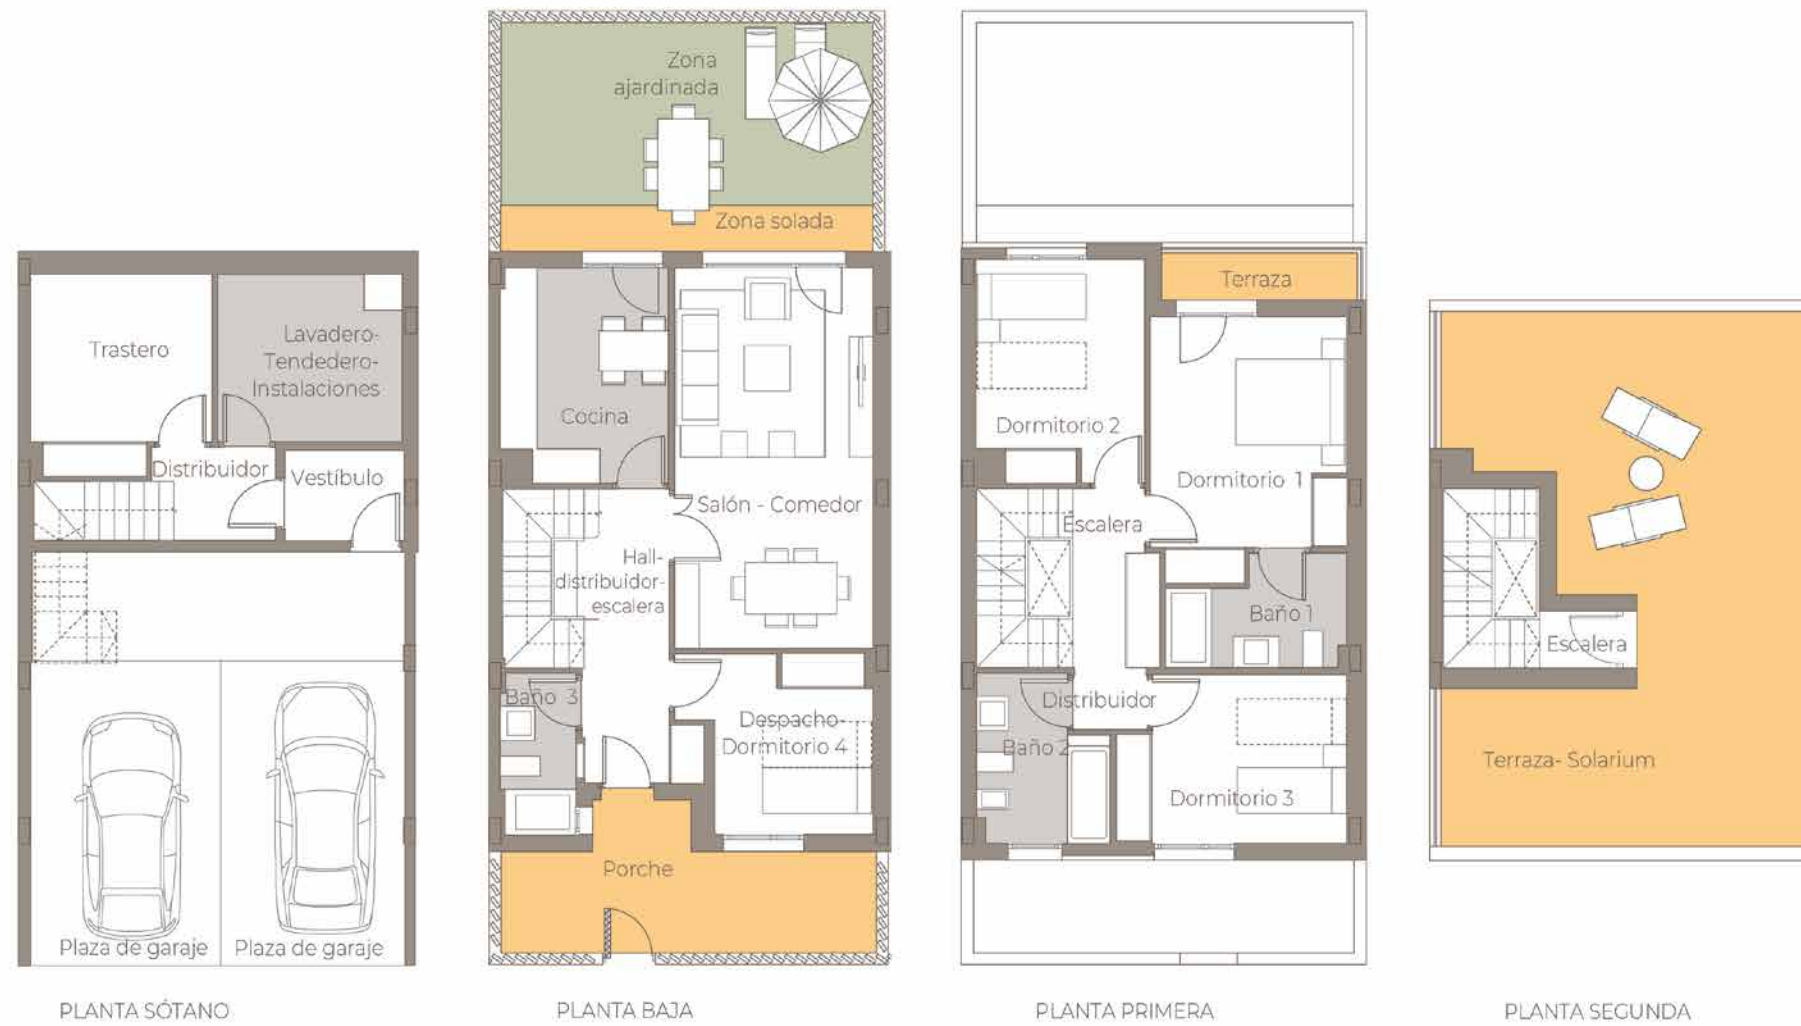 Trastero
Lavadero-
Tendedero-
Instalaciones
Distribuidor
Vestíbulo
Plaza de garaje
Plaza de garaje
PLANTA SÓTANO
Zona
ajardinada
Zona solada
Cocina
Salón - Comedor
Hall-
distribuidor-
escalera
Baño 3
Despacho-
Dormitorio 4
Porche
PLANTA BAJA
Terraza
Dormitorio 2
Dormitorio 1
Escalera
Baño 1
Distribuidor
Baño 2
Dormitorio 3
PLANTA PRIMERA
Escalera
Terraza- Solarium
PLANTA SEGUNDA